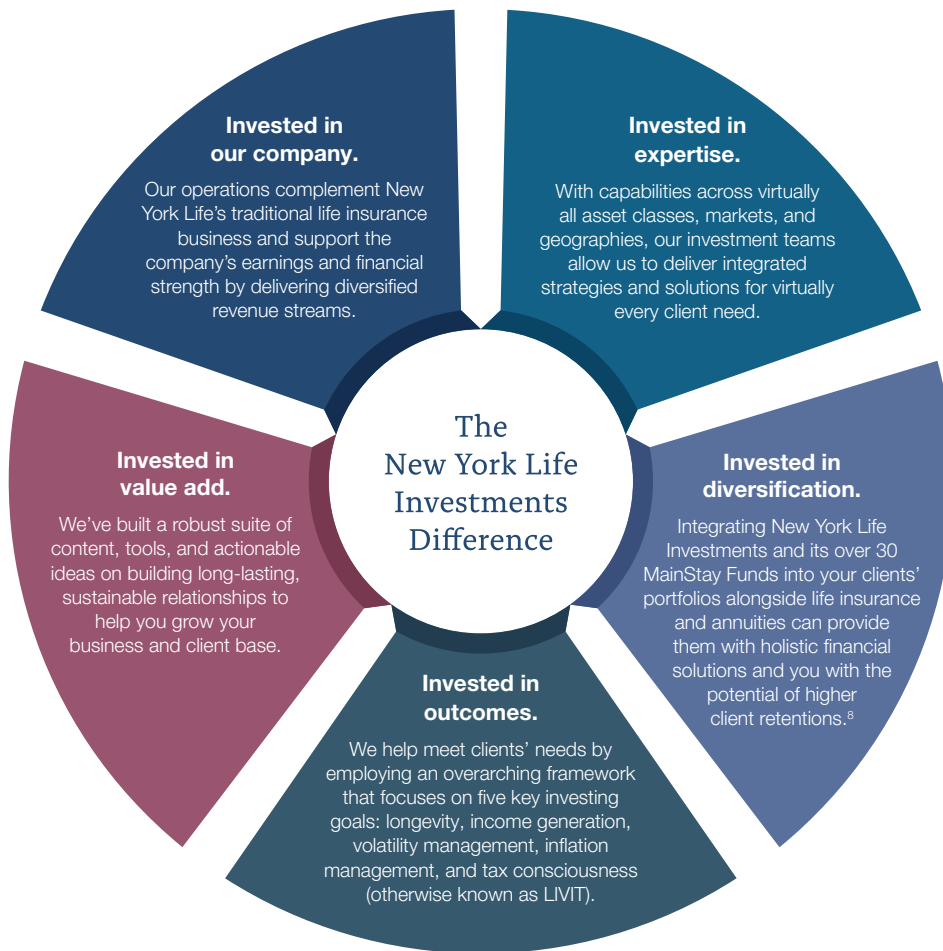 Invested in
our company.
Our operations complement New
York Life’s traditional life insurance
business and support the
company’s earnings and financial
strength by delivering diversified
revenue streams.
Invested in
expertise.
With capabilities across virtually
all asset classes, markets, and
geographies, our investment teams
allow us to deliver integrated
strategies and solutions for virtually
every client need.
The
New York Life
Investments
Difference
Invested in
value add.
We’ve built a robust suite of
content, tools, and actionable
ideas on building long-lasting,
sustainable relationships to
help you grow your
business and client base.
Invested in
diversification.
Integrating New York Life
Investments and its over 30
MainStay Funds into your clients’
portfolios alongside life insurance
and annuities can provide
them with holistic financial
solutions and you with the
potential of higher
client retentions.⁸
Invested in
outcomes.
We help meet clients’ needs by
employing an overarching framework
that focuses on five key investing
goals: longevity, income generation,
volatility management, inflation
management, and tax consciousness
(otherwise known as LIVIT).